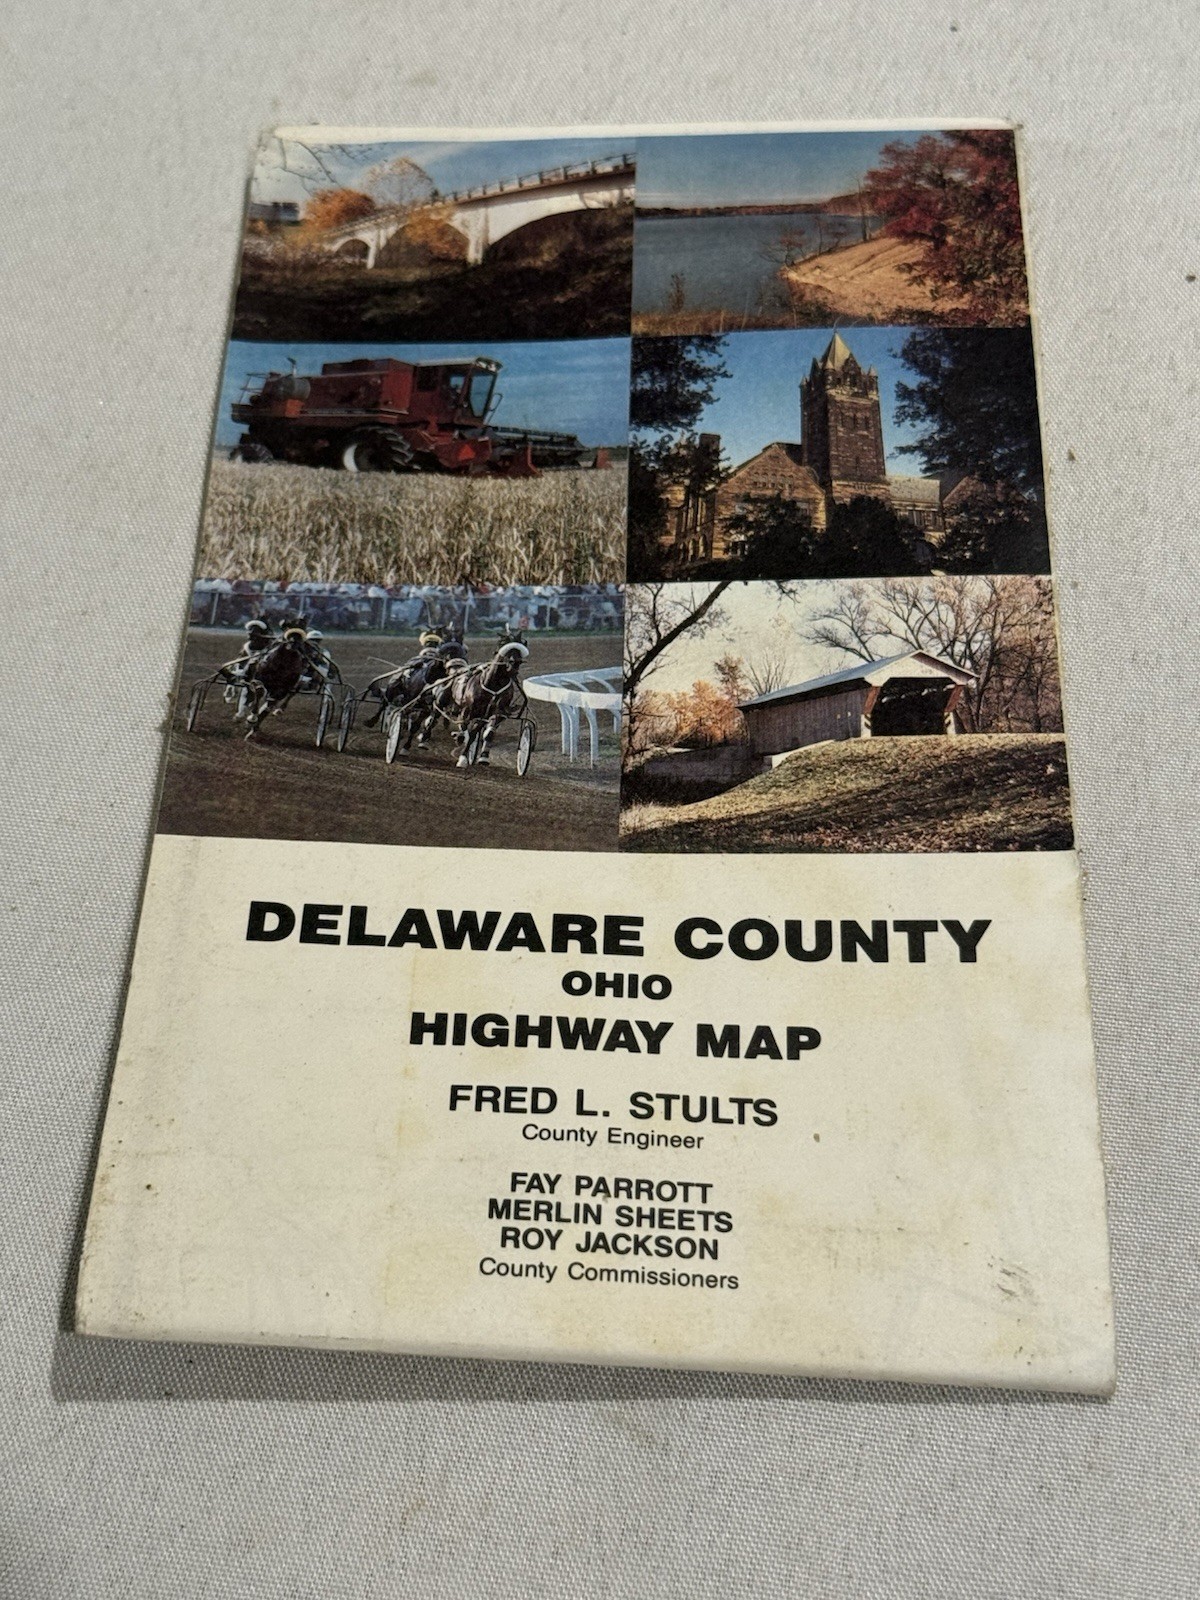 DELAWARE COUNTY
OHIO
HIGHWAY MAP
FRED L. STULTS
County Engineer
FAY PARROTT
MERLIN SHEETS
ROY JACKSON
County Commissioners